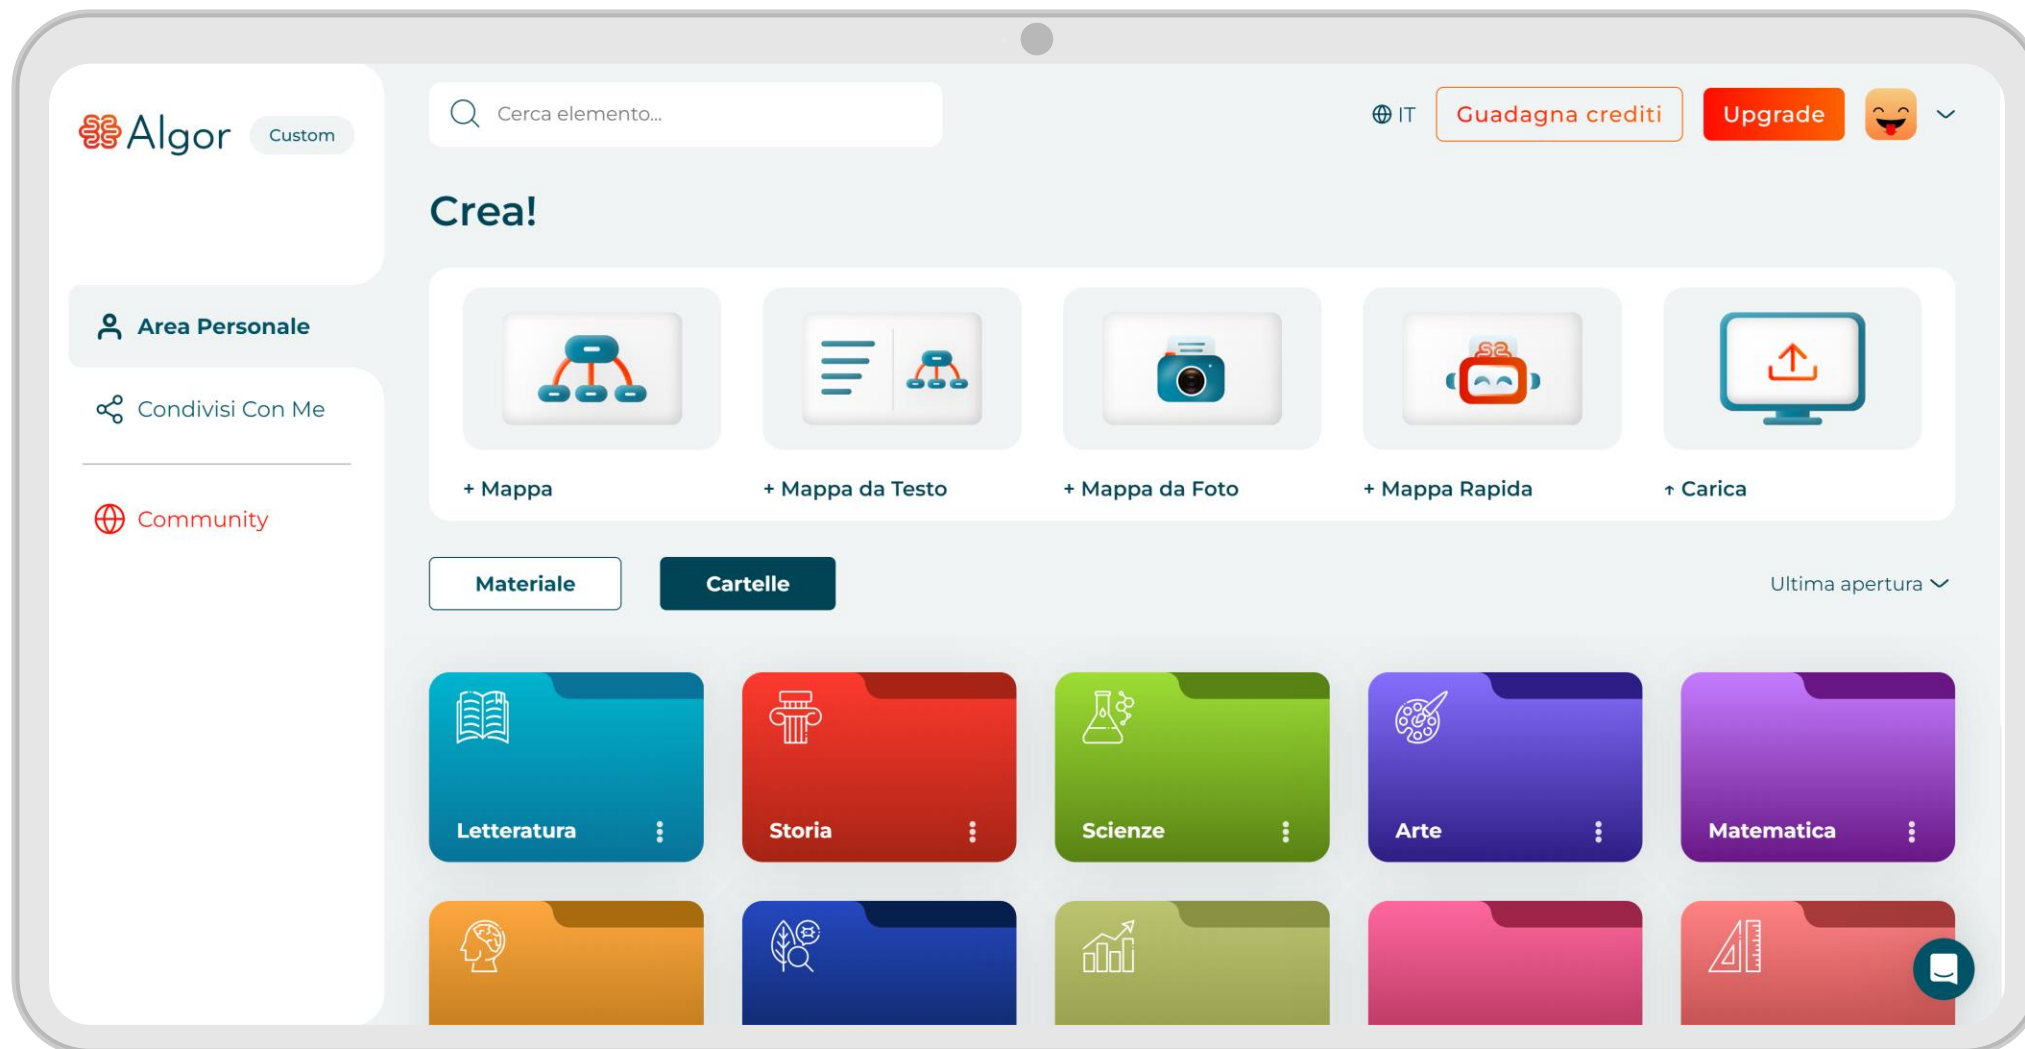 Algor Custom
Cerca elemento...
IT
Guadagna crediti
Upgrade
Crea!
Area Personale
Condivisi Con Me
Community
+ Mappa
+ Mappa da Testo
+ Mappa da Foto
+ Mappa Rapida
↑ Carica
Materiale
Cartelle
Ultima apertura
Letteratura
Storia
Scienze
Arte
Matematica